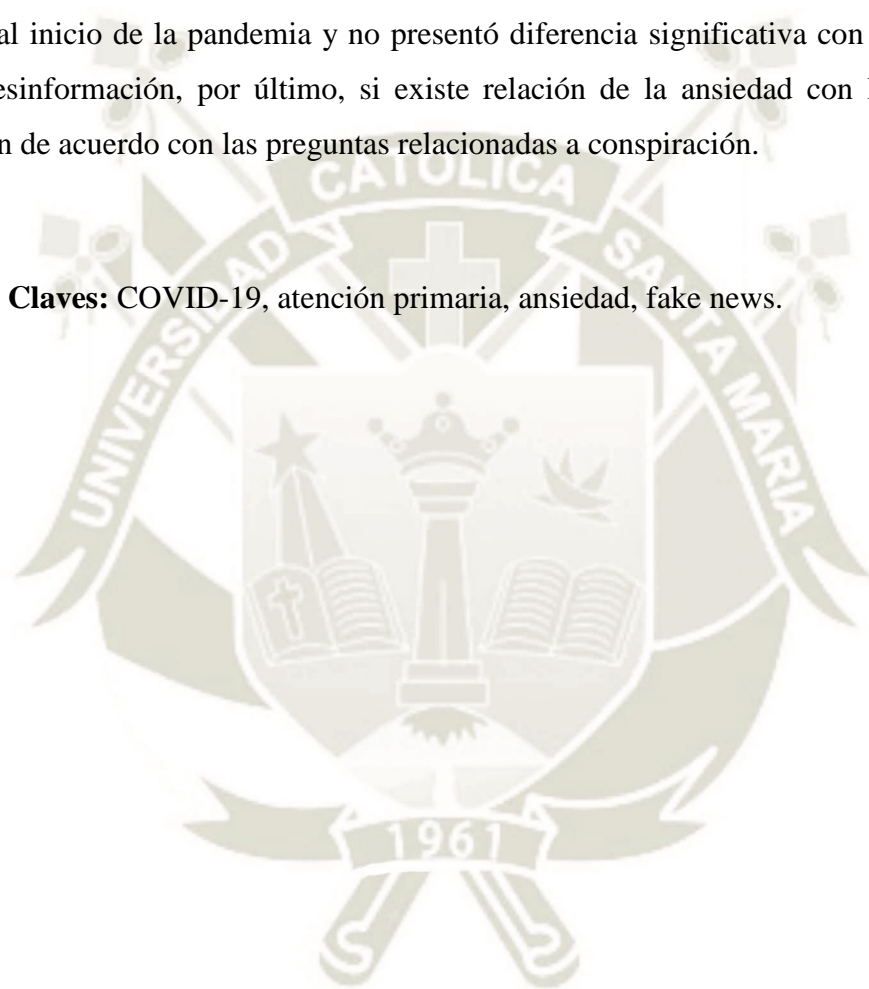 al inicio de la pandemia y no presentó diferencia significativa con
esinformación, por último, si existe relación de la ansiedad con
n de acuerdo con las preguntas relacionadas a conspiración.
Claves: COVID-19, atención primaria, ansiedad, fake news.
UNIVERSIDAD CATOLICA SANTA MARIA
1961